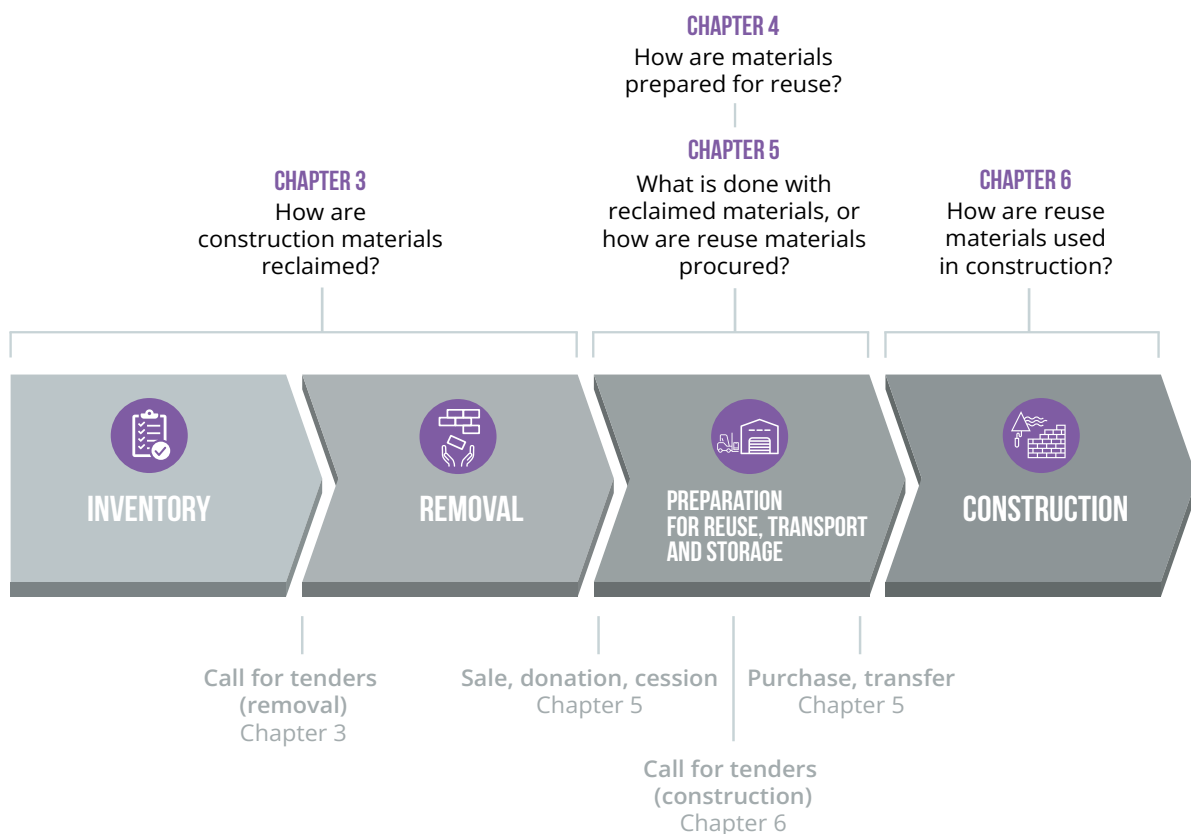 CHAPTER 4
How are materials
prepared for reuse?
CHAPTER 5
What is done with
reclaimed materials, or
how are reuse materials
procured?
CHAPTER 3
How are
construction materials
reclaimed?
CHAPTER 6
How are reuse
materials used
in construction?
INVENTORY
REMOVAL
PREPARATION
FOR REUSE, TRANSPORT
AND STORAGE
CONSTRUCTION
Call for tenders
(removal)
Chapter 3
Sale, donation, cession
Chapter 5
Purchase, transfer
Chapter 5
Call for tenders
(construction)
Chapter 6